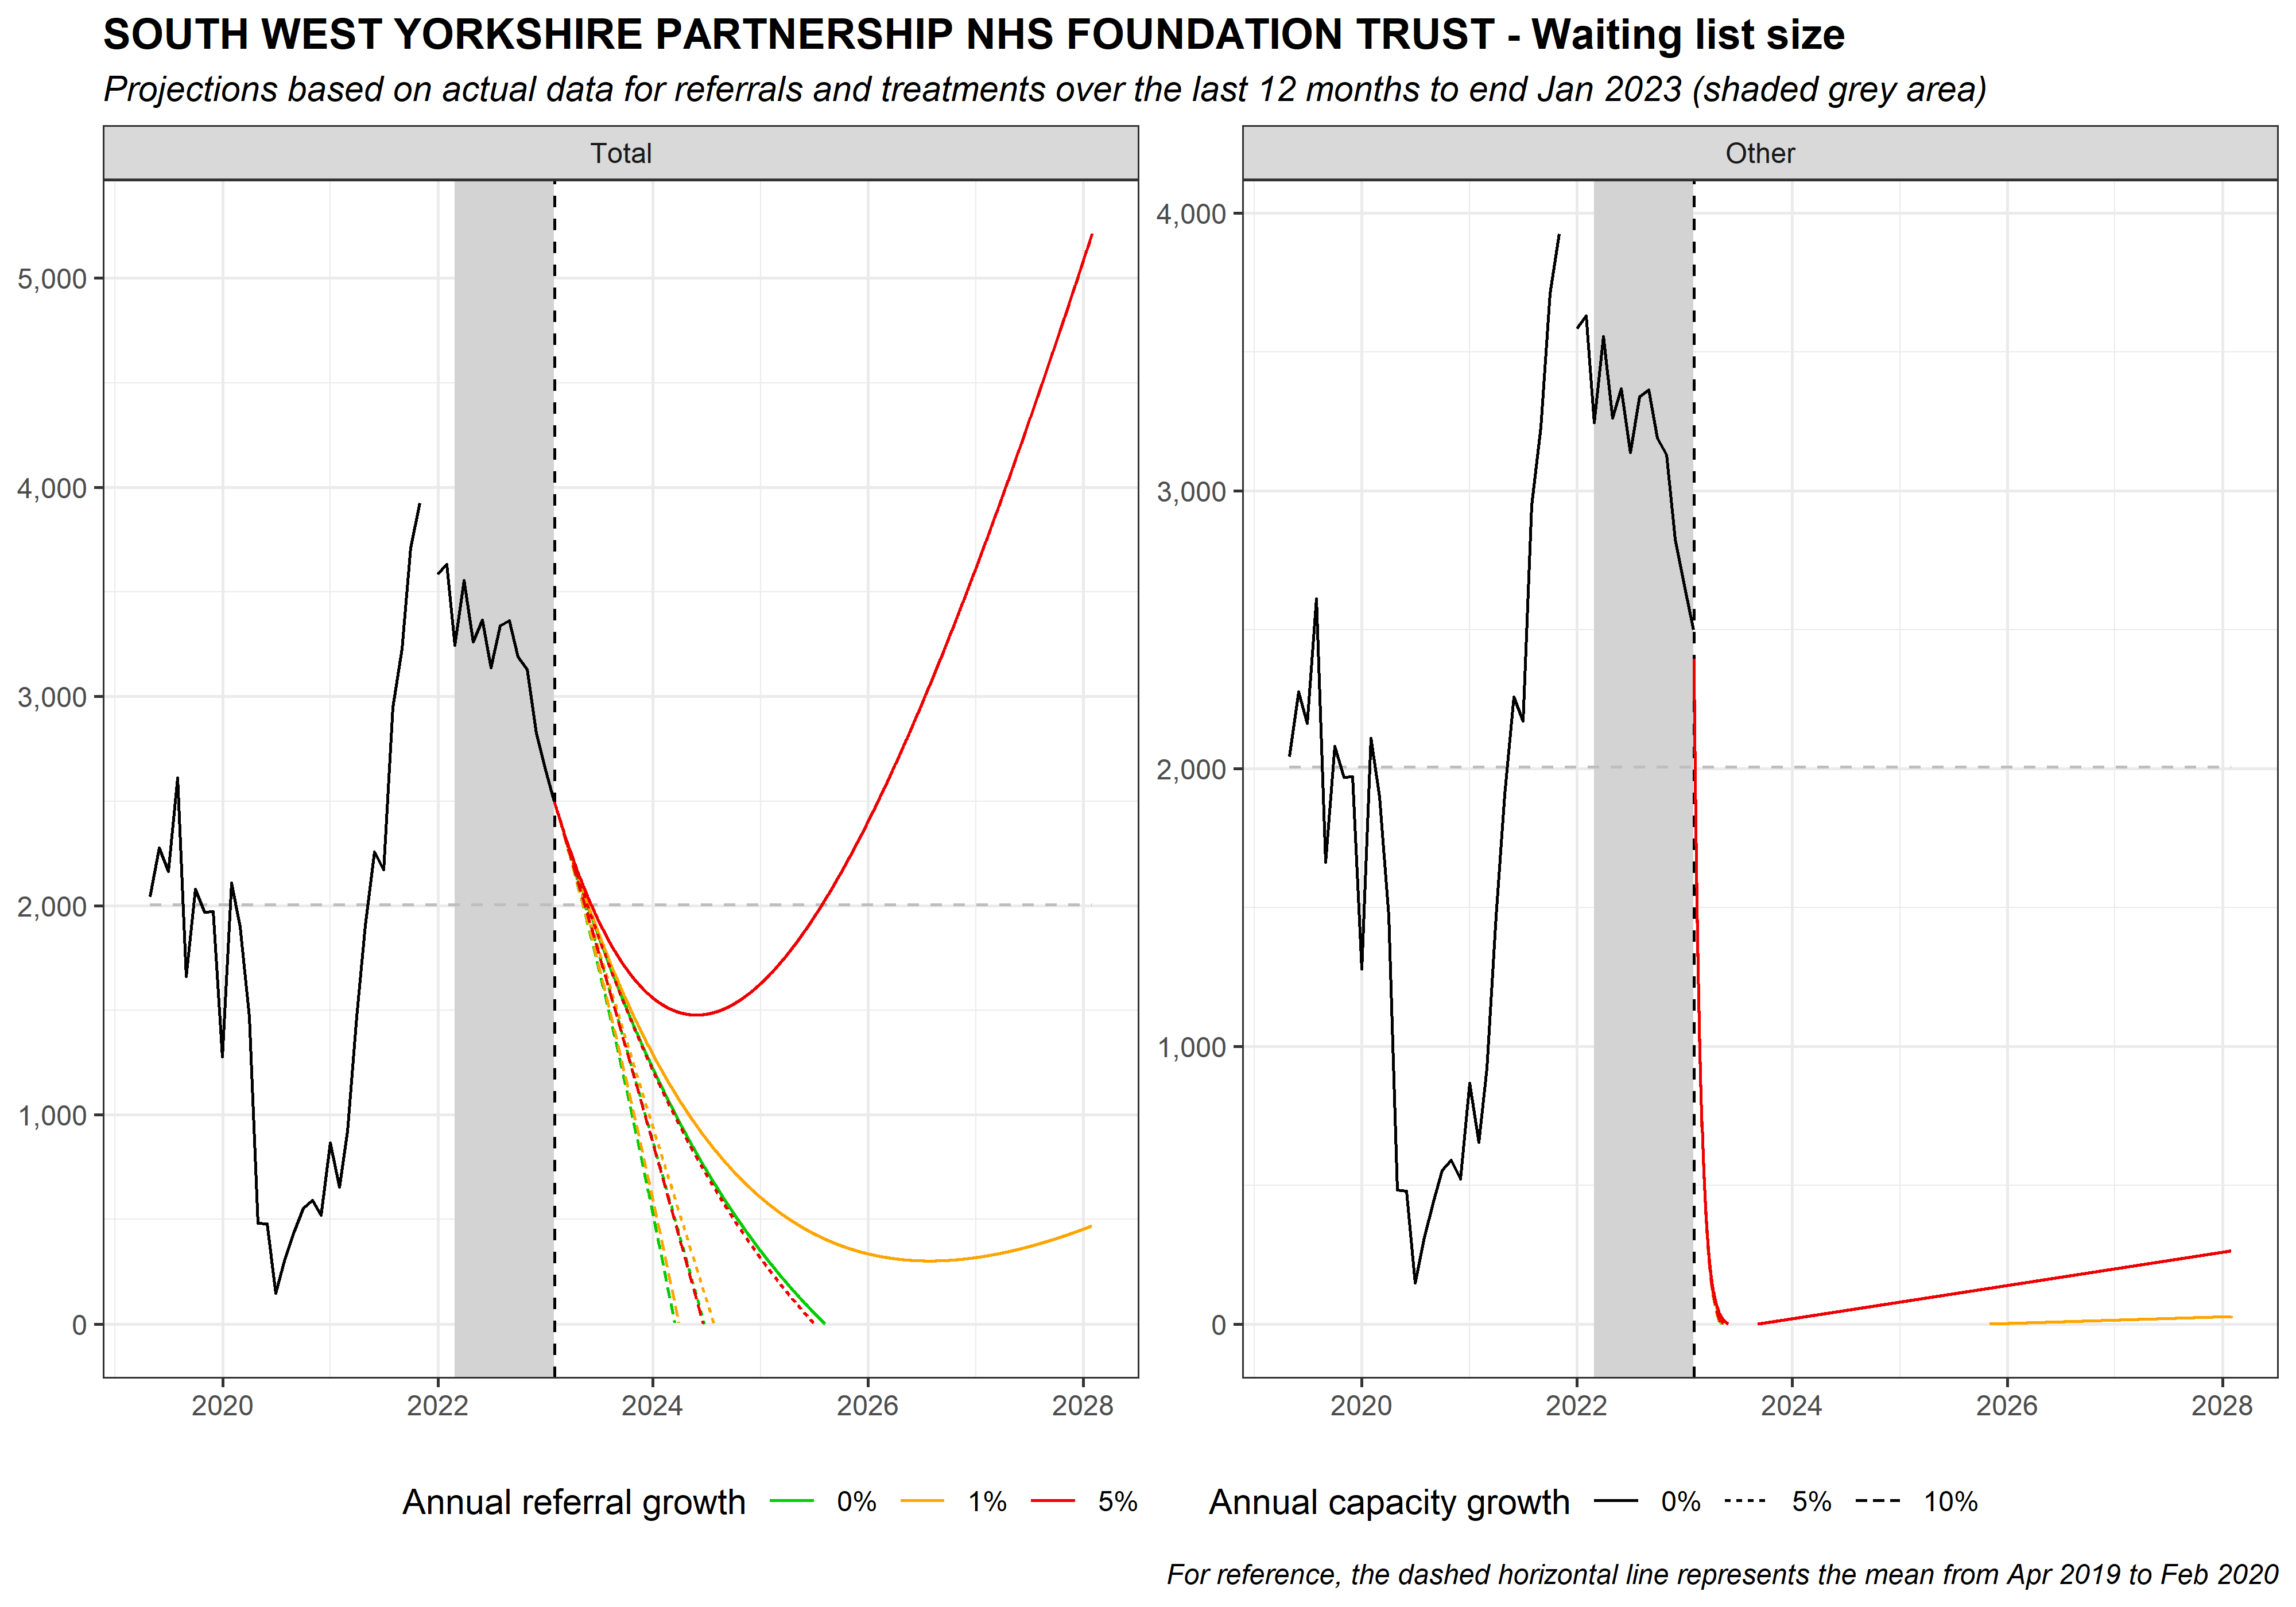 SOUTH WEST YORKSHIRE PARTNERSHIP NHS FOUNDATION TRUST - Waiting list size
Projections based on actual data for referrals and treatments over the last 12 months to end Jan 2023 (shaded grey area)
Total
Other
5,000
4,000
3,000
2,000
1,000
0
4,000
3,000
2,000
1,000
0
2020 2022 2024 2026 2028
2020 2022 2024 2026 2028
Annual referral growth 0% 1% 5%
Annual capacity growth 0% 5% 10%
For reference, the dashed horizontal line represents the mean from Apr 2019 to Feb 2020